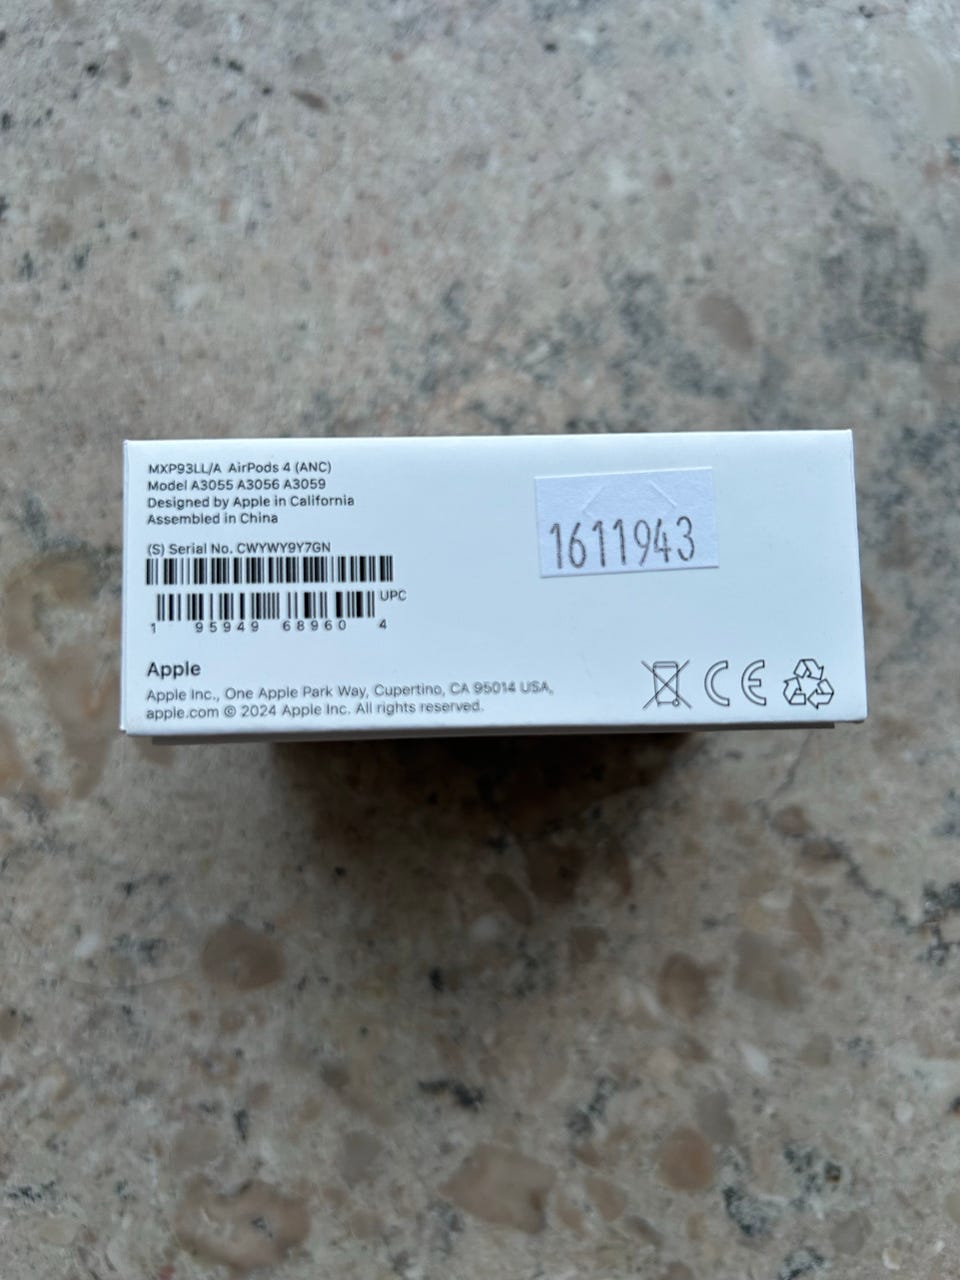 MXP93LL/A AirPods 4 (ANC)
Model A3055 A3056 A3059
Designed by Apple in California
Assembled in China
(S) Serial No. CWYWY9Y7GN
UPC
1 95949 68960 4
Apple
Apple Inc., One Apple Park Way, Cupertino, CA 95014 USA,
apple.com © 2024 Apple Inc. All rights reserved.
1611943
CE